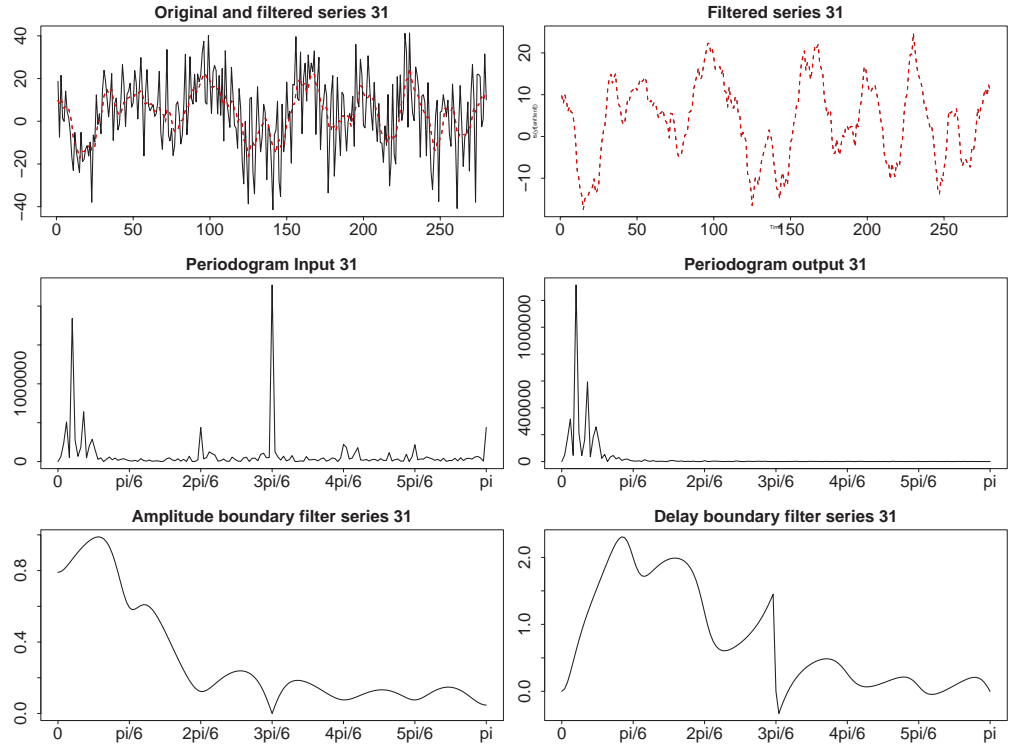 Original and filtered series 31
40
20
0
−20
−40
0 50 100 150 200 250
Filtered series 31
20
10
0
−10
0 50 100 150 200 250
Time
Periodogram Input 31
1000000
0
0 pi/6 2pi/6 3pi/6 4pi/6 5pi/6 pi
Periodogram output 31
1000000
400000
0
0 pi/6 2pi/6 3pi/6 4pi/6 5pi/6 pi
Amplitude boundary filter series 31
0.8
0.4
0.0
0 pi/6 2pi/6 3pi/6 4pi/6 5pi/6 pi
Delay boundary filter series 31
2.0
1.0
0.0
0 pi/6 2pi/6 3pi/6 4pi/6 5pi/6 pi